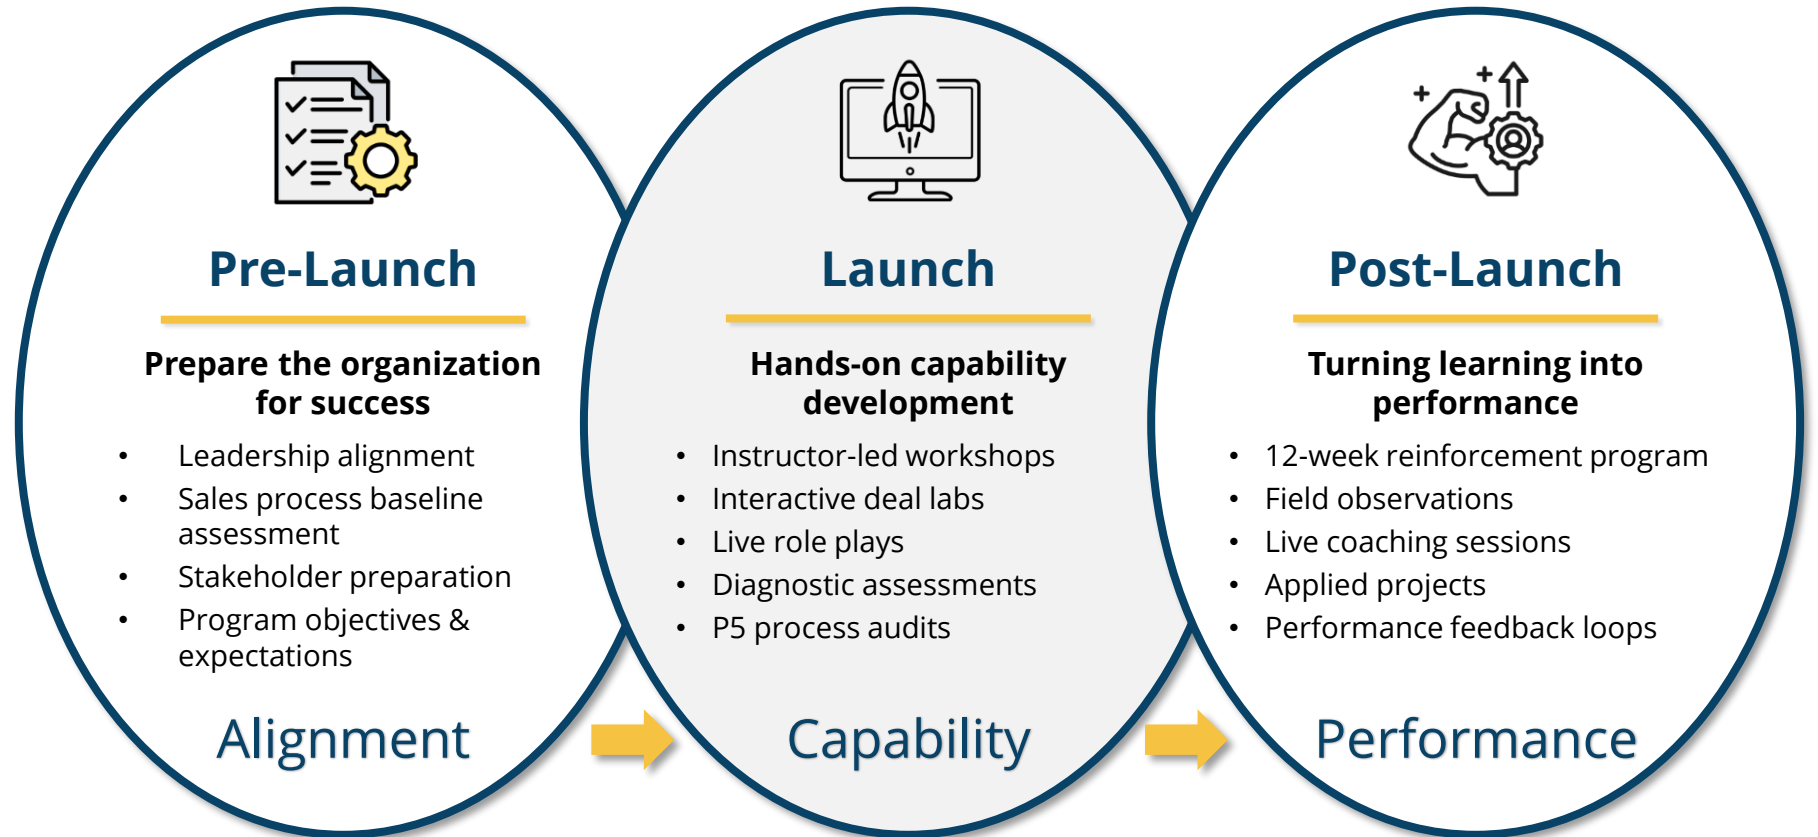 Pre-Launch
Prepare the organization
for success
• Leadership alignment
• Sales process baseline
assessment
• Stakeholder preparation
• Program objectives &
expectations
Alignment
Launch
Hands-on capability
development
• Instructor-led workshops
• Interactive deal labs
• Live role plays
• Diagnostic assessments
• P5 process audits
Capability
Post-Launch
Turning learning into
performance
• 12-week reinforcement program
• Field observations
• Live coaching sessions
• Applied projects
• Performance feedback loops
Performance